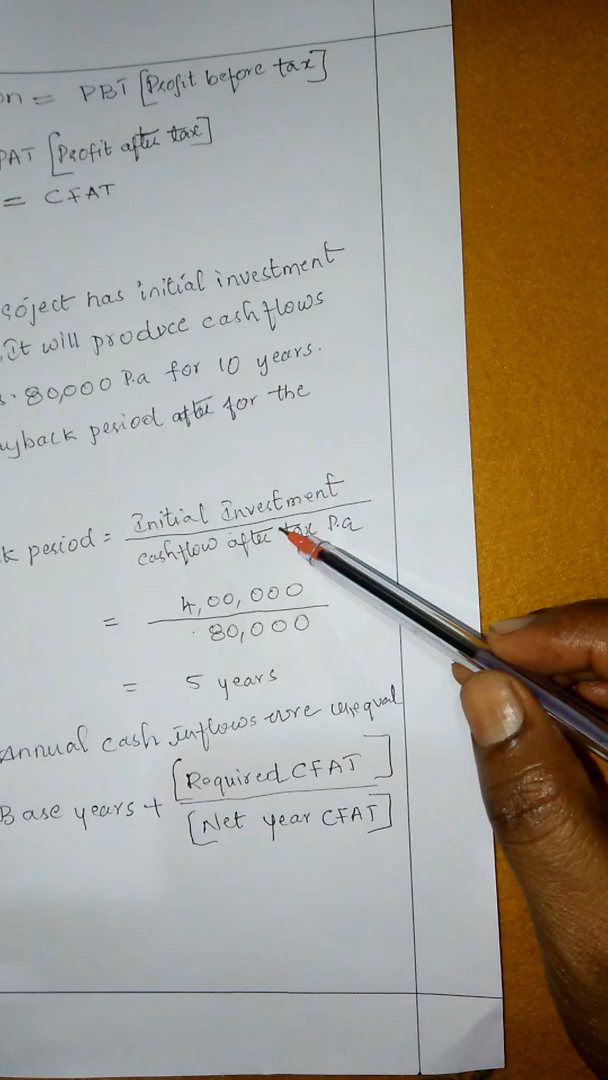 on = PBT [Profit before tax]
PAT [Profit after tax]
= CFAT
roject has initial investment
It will produce cashflows
s. 80,000 P.a for 10 years.
ayback period after for the
k period = Initial Investment
cashflow after tax P.a
= 4,00,000
80,000
= 5 years
Annual cash inflows are unequal
Base years + [Required CFAT]
[Net year CFAT]